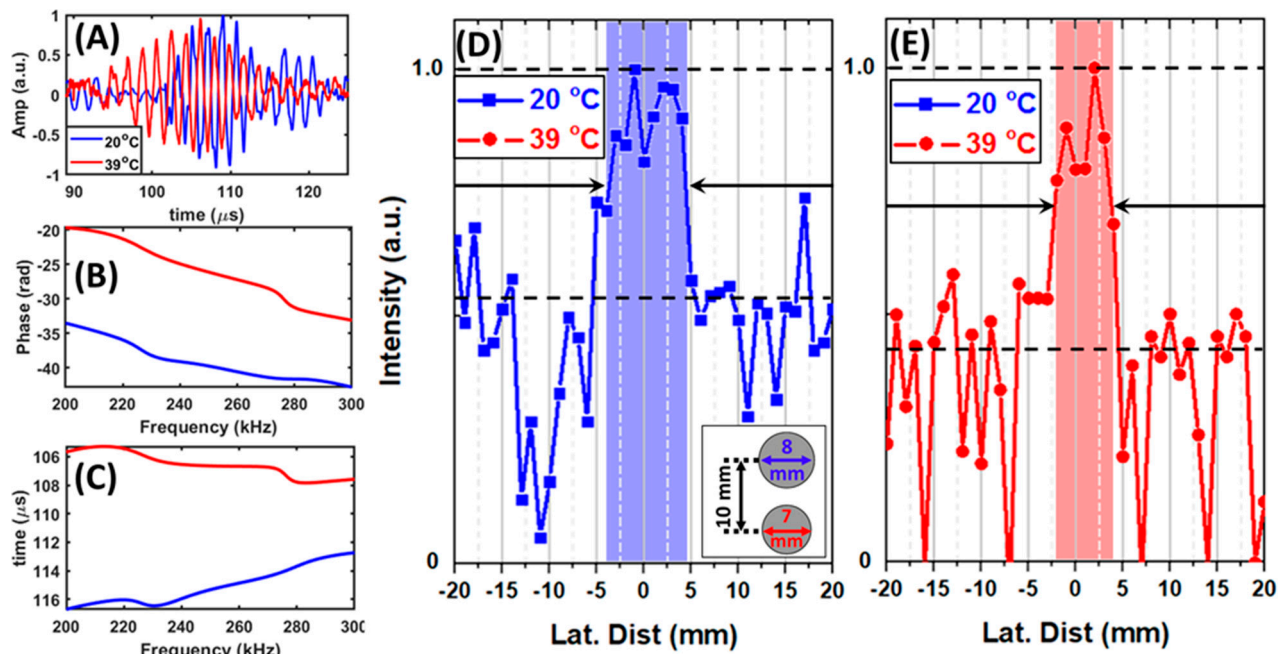 (A)
Amp (a.u.)
1
0.5
0
-0.5
-1
20°C
39°C
90 100 110 120
time (μs)
(B)
Phase (rad)
-20
-25
-30
-35
-40
200 220 240 260 280 300
Frequency (kHz)
(C)
time (μs)
106
108
110
112
114
116
200 220 240 260 280 300
Frequency (kHz)
(D)
Intensity (a.u.)
1.0
0
20 °C
39 °C
8
mm
10 mm
7
mm
-20 -15 -10 -5 0 5 10 15 20
Lat. Dist (mm)
(E)
1.0
0
20 °C
39 °C
-20 -15 -10 -5 0 5 10 15 20
Lat. Dist (mm)